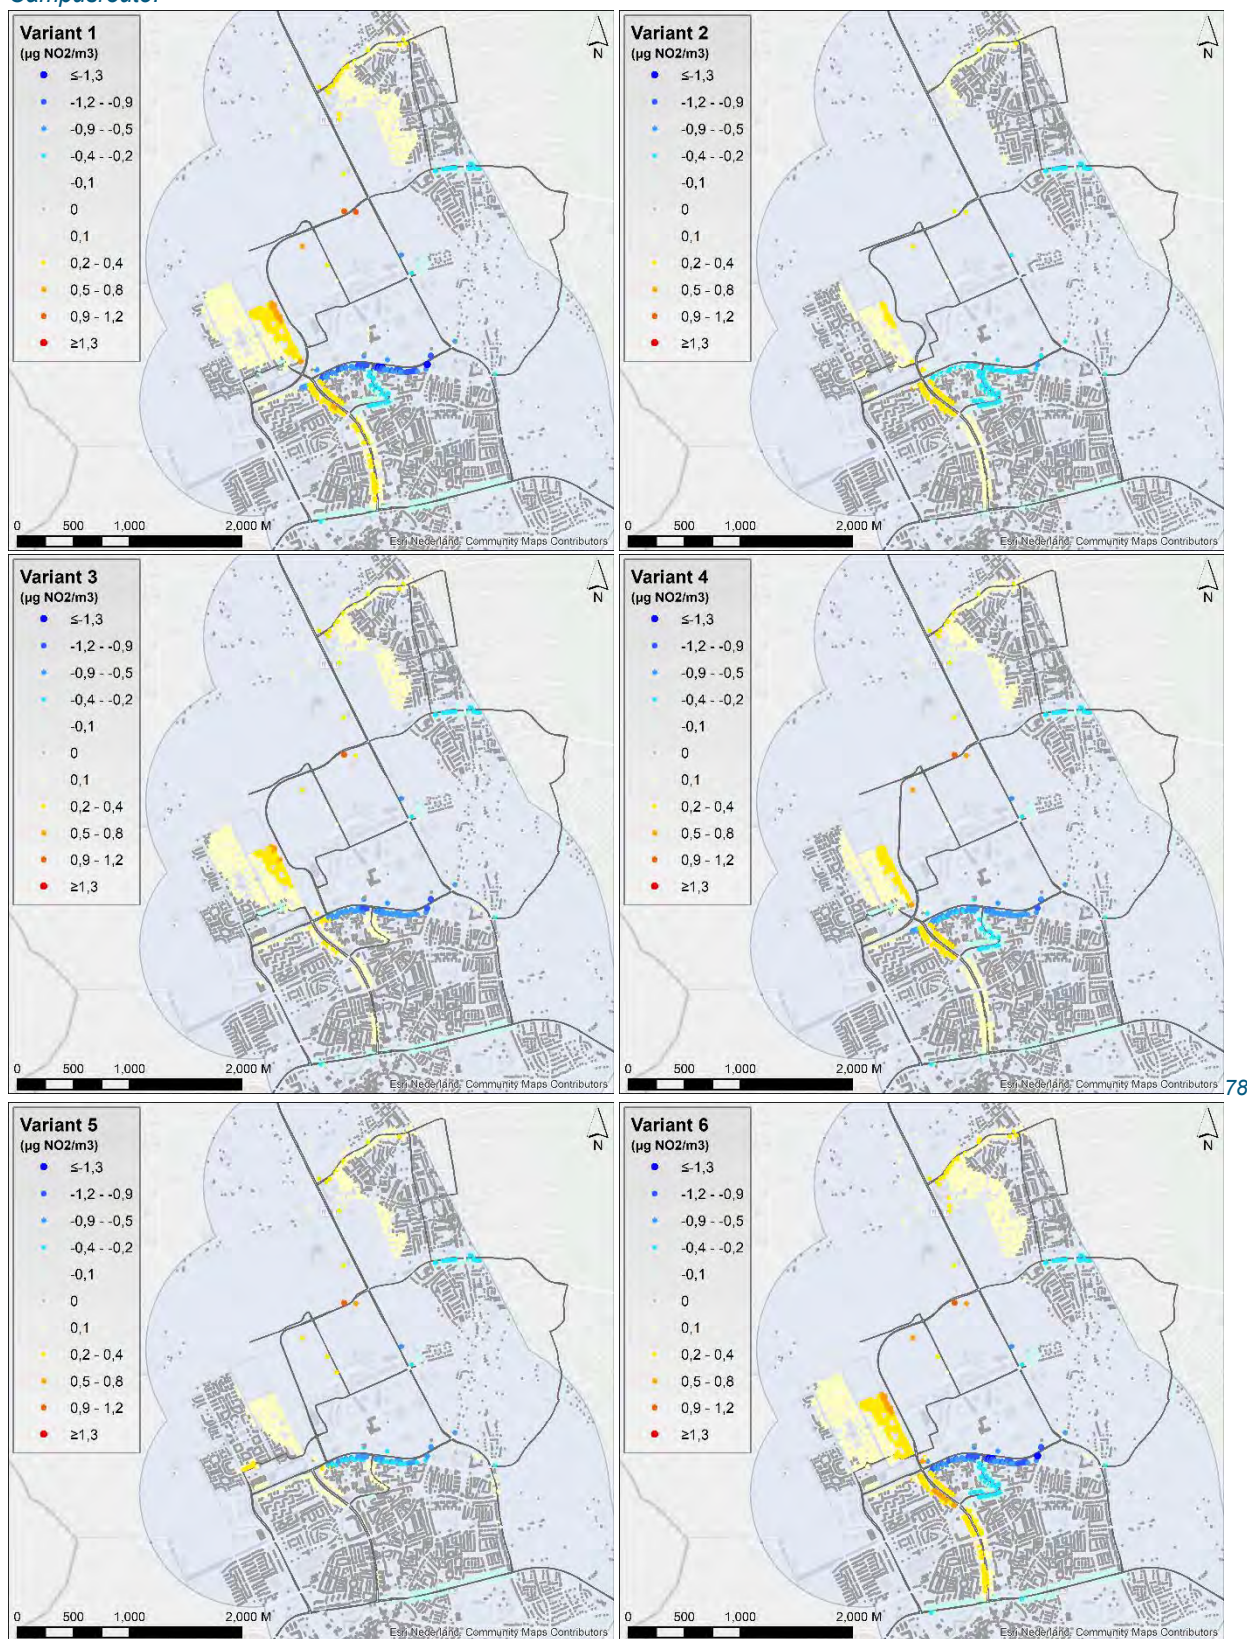 Campusroute.
Variant 1
(µg NO2/m3)
≤-1,3
-1,2 - -0,9
-0,9 - -0,5
-0,4 - -0,2
-0,1
0
0,1
0,2 - 0,4
0,5 - 0,8
0,9 - 1,2
≥1,3
N
0 500 1,000 2,000 M
Esri Nederland, Community Maps Contributors
Variant 2
(µg NO2/m3)
≤-1,3
-1,2 - -0,9
-0,9 - -0,5
-0,4 - -0,2
-0,1
0
0,1
0,2 - 0,4
0,5 - 0,8
0,9 - 1,2
≥1,3
N
0 500 1,000 2,000 M
Esri Nederland, Community Maps Contributors
Variant 3
(µg NO2/m3)
≤-1,3
-1,2 - -0,9
-0,9 - -0,5
-0,4 - -0,2
-0,1
0
0,1
0,2 - 0,4
0,5 - 0,8
0,9 - 1,2
≥1,3
N
0 500 1,000 2,000 M
Esri Nederland, Community Maps Contributors
Variant 4
(µg NO2/m3)
≤-1,3
-1,2 - -0,9
-0,9 - -0,5
-0,4 - -0,2
-0,1
0
0,1
0,2 - 0,4
0,5 - 0,8
0,9 - 1,2
≥1,3
N
0 500 1,000 2,000 M
Esri Nederland, Community Maps Contributors
78
Variant 5
(µg NO2/m3)
≤-1,3
-1,2 - -0,9
-0,9 - -0,5
-0,4 - -0,2
-0,1
0
0,1
0,2 - 0,4
0,5 - 0,8
0,9 - 1,2
≥1,3
N
0 500 1,000 2,000 M
Esri Nederland, Community Maps Contributors
Variant 6
(µg NO2/m3)
≤-1,3
-1,2 - -0,9
-0,9 - -0,5
-0,4 - -0,2
-0,1
0
0,1
0,2 - 0,4
0,5 - 0,8
0,9 - 1,2
≥1,3
N
0 500 1,000 2,000 M
Esri Nederland, Community Maps Contributors